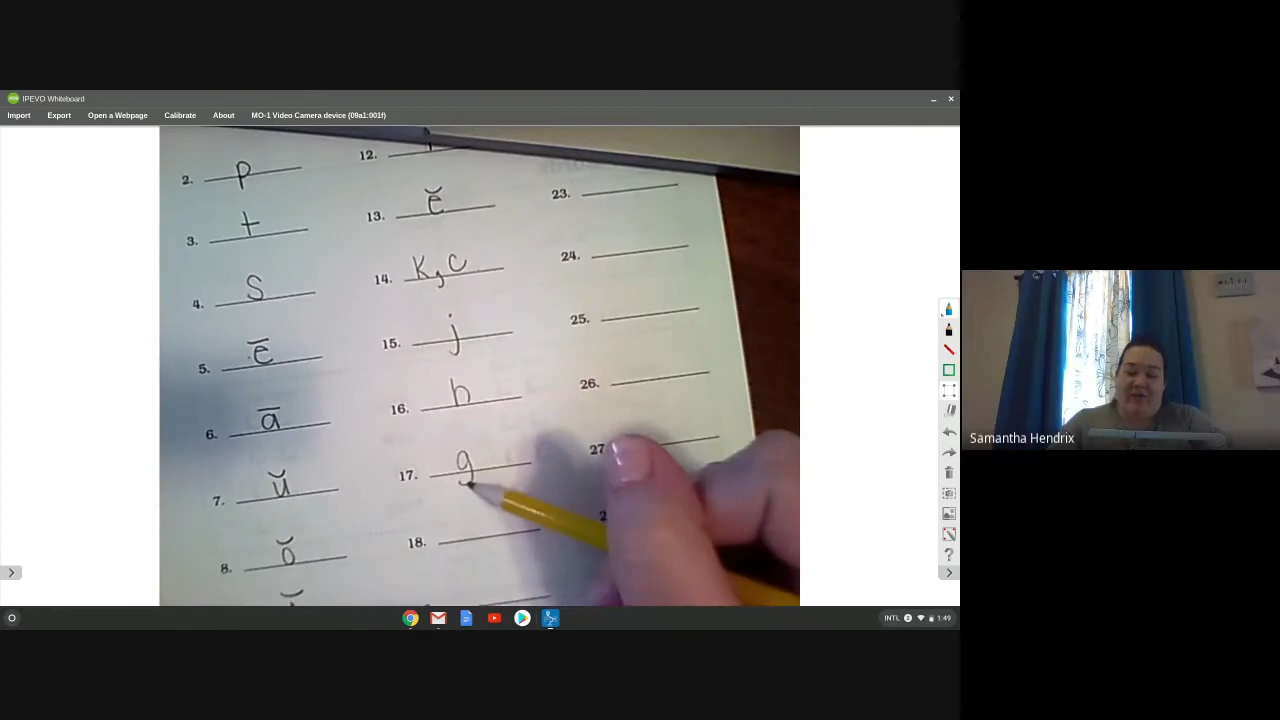 IPEVO Whiteboard
Import Export Open a Webpage Calibrate About MO-1 Video Camera device (09a1:001f)
2. p
3. t
4. s
5. ē
6. ā
7. ŭ
8. ŏ
12.
13. ĕ
14. k, c
15. j
16. h
17. g
18.
23.
24.
25.
26.
27
2
Samantha Hendrix
INTL 2 1:49